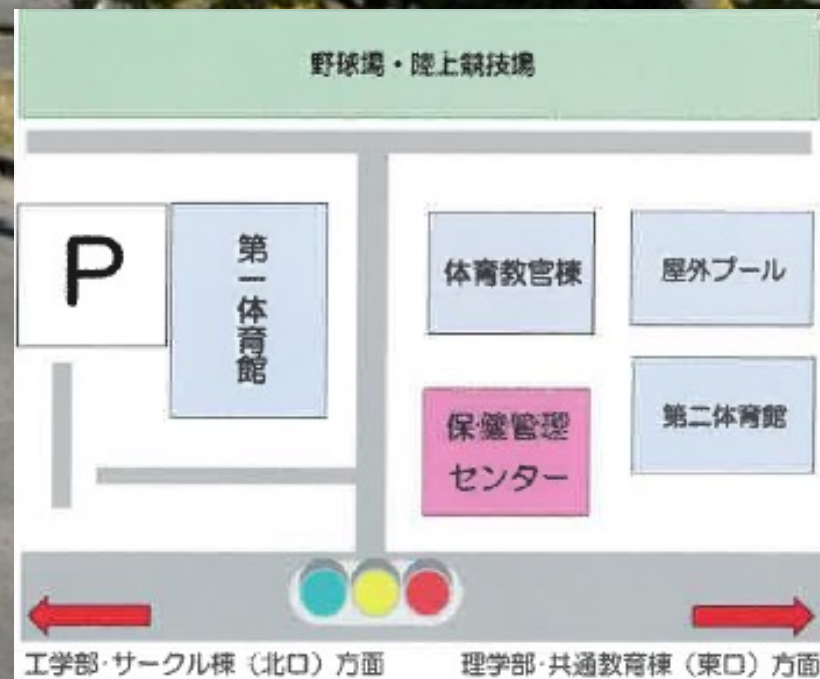 野球場・陸上競技場
P
第一体育館
体育教官棟
屋外プール
保健管理
センター
第二体育館
工学部・サークル棟（北口）方面
理学部・共通教育棟（東口）方面